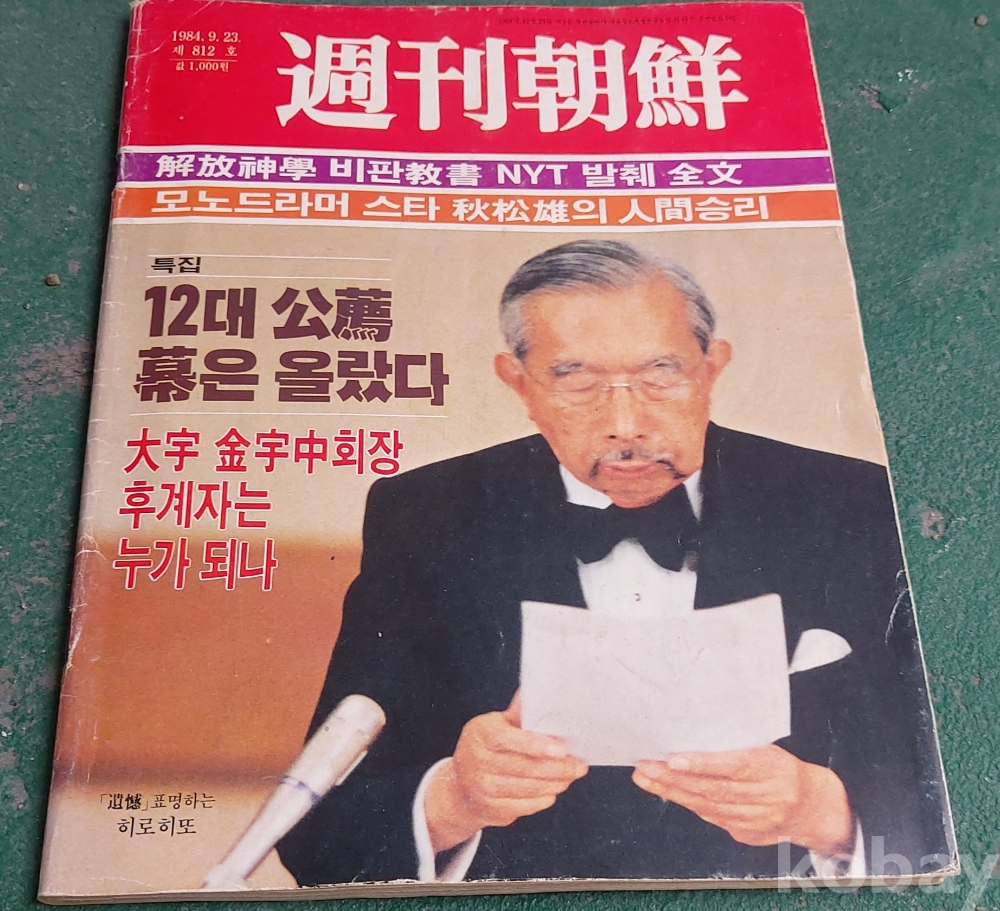 1984. 9. 23.
제 812 호
값 1,000원
週刊朝鮮
解放神學 비판教書 NYT 발췌 全文
모노드라머 스타 秋松雄의 人間승리
특집
12대 公薦
幕은 올랐다
大宇 金宇中회장
후계자는
누가 되나
「遺憾」표명하는
히로히또
kobay